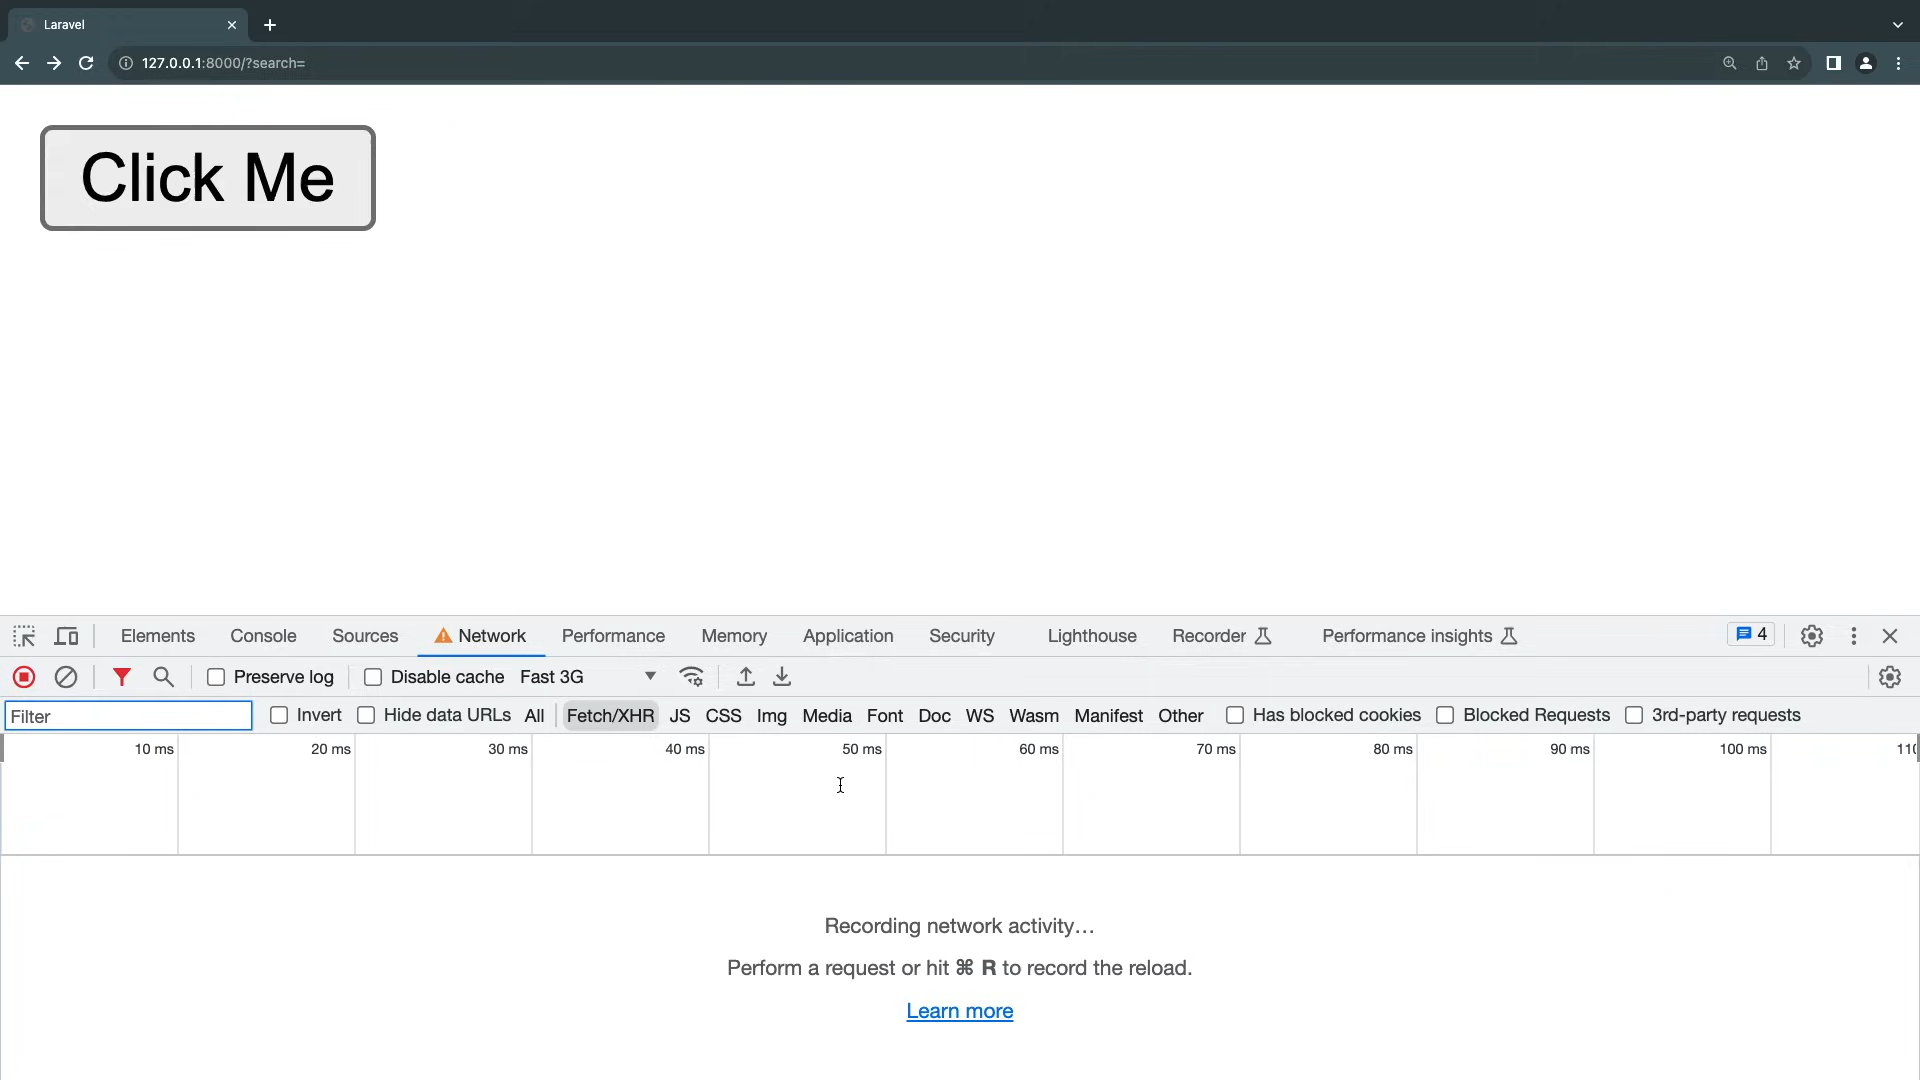 Laravel
127.0.0.1:8000/?search=
Click Me
Elements Console Sources Network Performance Memory Application Security Lighthouse Recorder Performance insights 4
Preserve log Disable cache Fast 3G
Filter Invert Hide data URLs All Fetch/XHR JS CSS Img Media Font Doc WS Wasm Manifest Other Has blocked cookies Blocked Requests 3rd-party requests
10 ms 20 ms 30 ms 40 ms 50 ms 60 ms 70 ms 80 ms 90 ms 100 ms
Recording network activity…
Perform a request or hit ⌘ R to record the reload.
Learn more